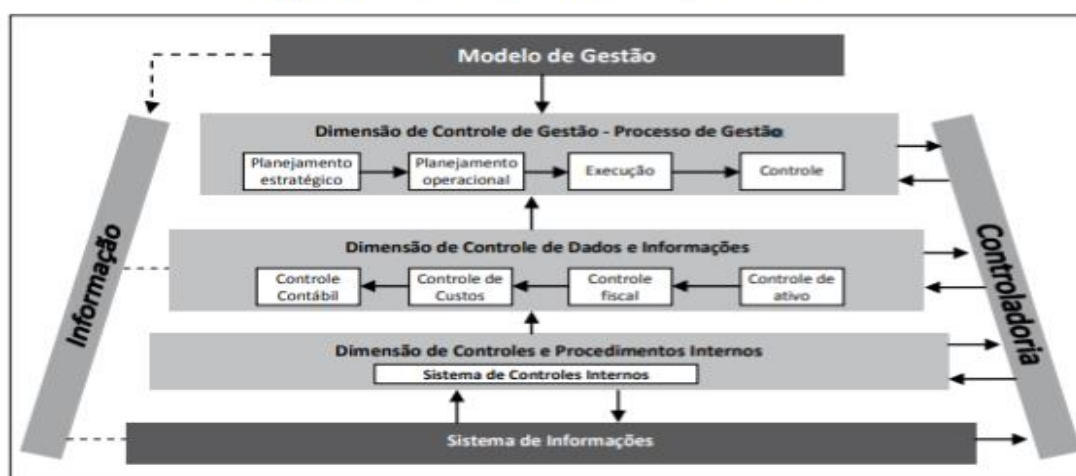 Modelo de Gestão
Dimensão de Controle de Gestão - Processo de Gestão
Planejamento
estratégico
Planejamento
operacional
Execução
Controle
Dimensão de Controle de Dados e Informações
Controle
Contábil
Controle de
Custos
Controle
fiscal
Controle de
ativo
Dimensão de Controles e Procedimentos Internos
Sistema de Controles Internos
Sistema de Informações
Informação
Controladoria